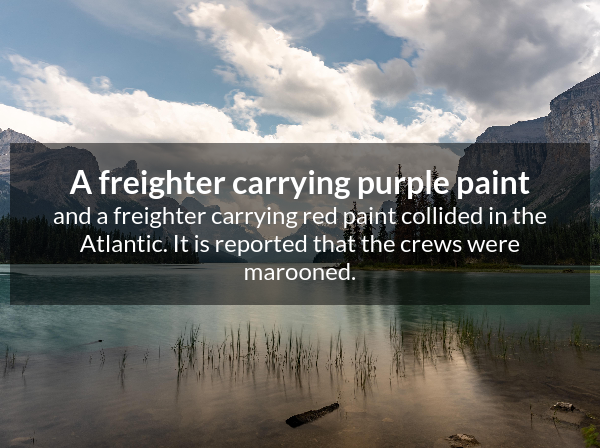 A freighter carrying purple paint
and a freighter carrying red paint collided in the
Atlantic. It is reported that the crews were
marooned.